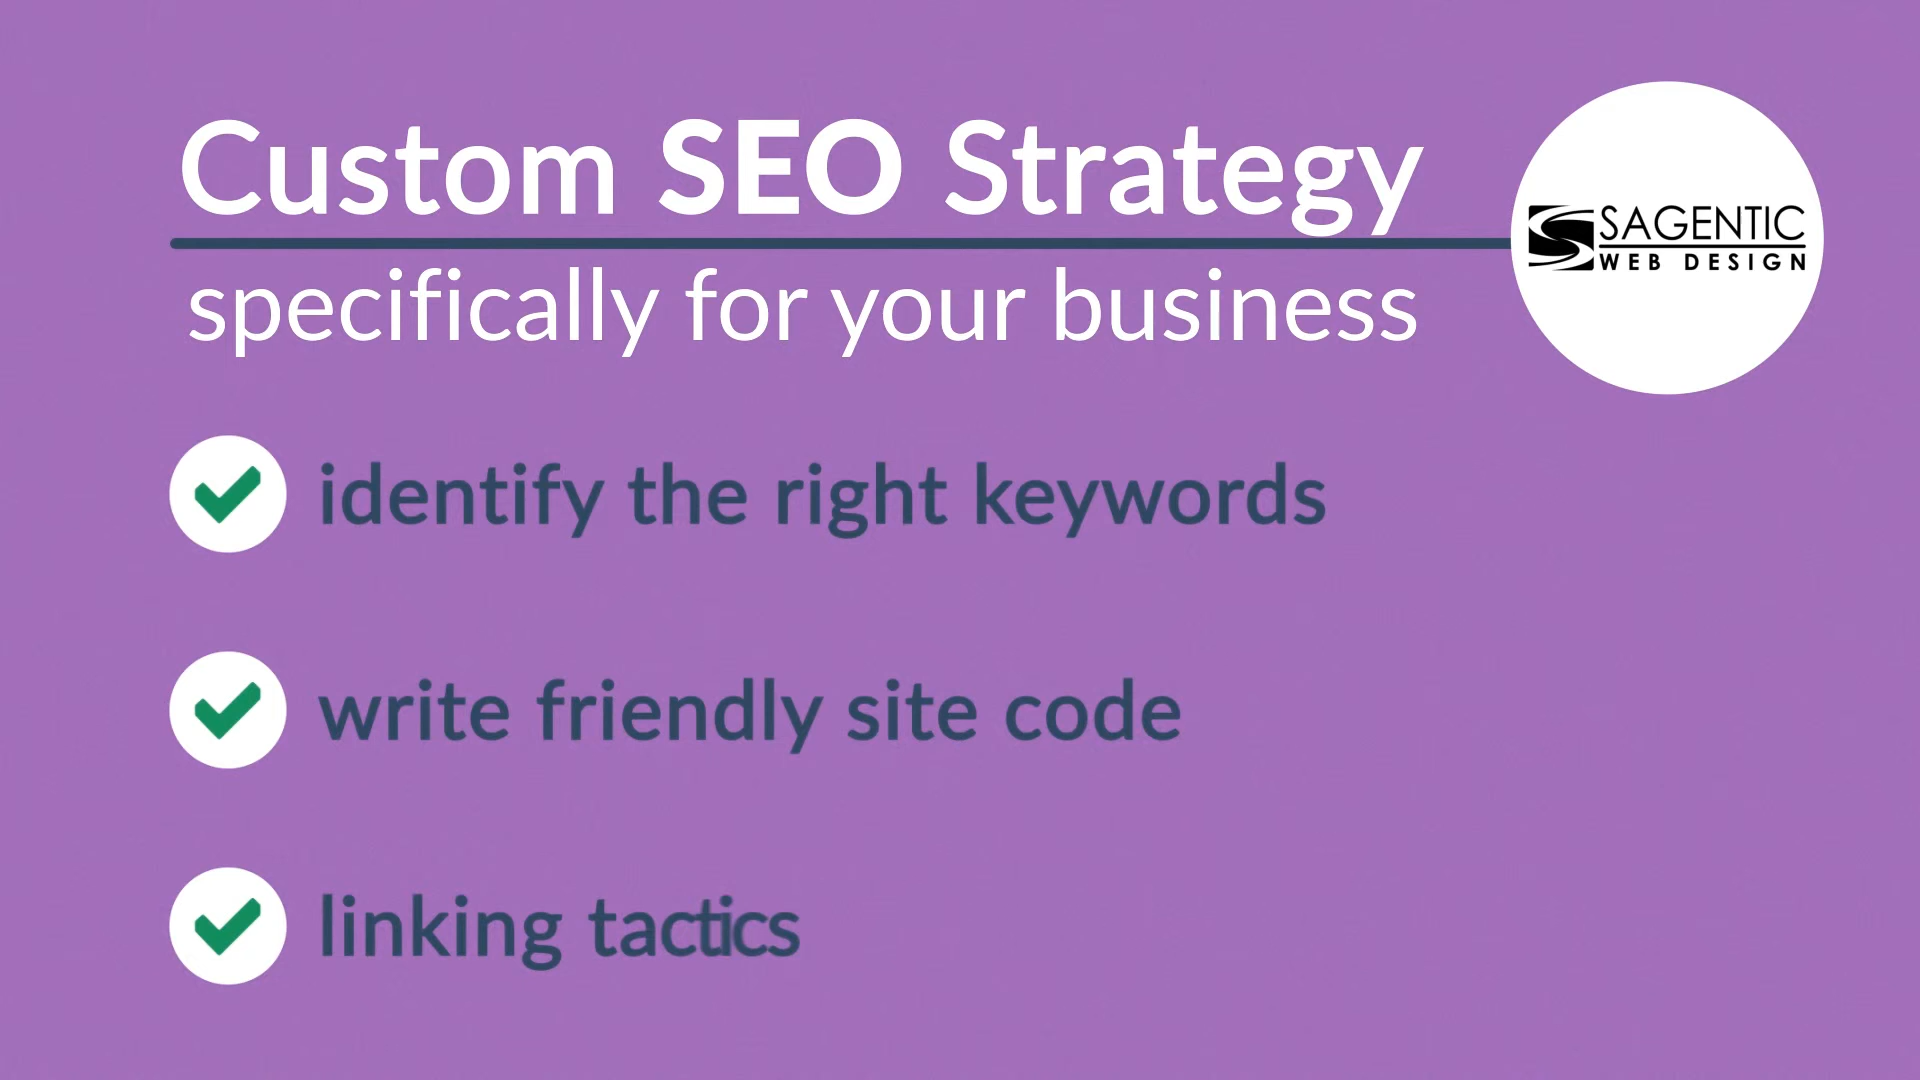 Custom SEO Strategy
specifically for your business
SAGENTIC
WEB DESIGN
identify the right keywords
write friendly site code
linking tactics